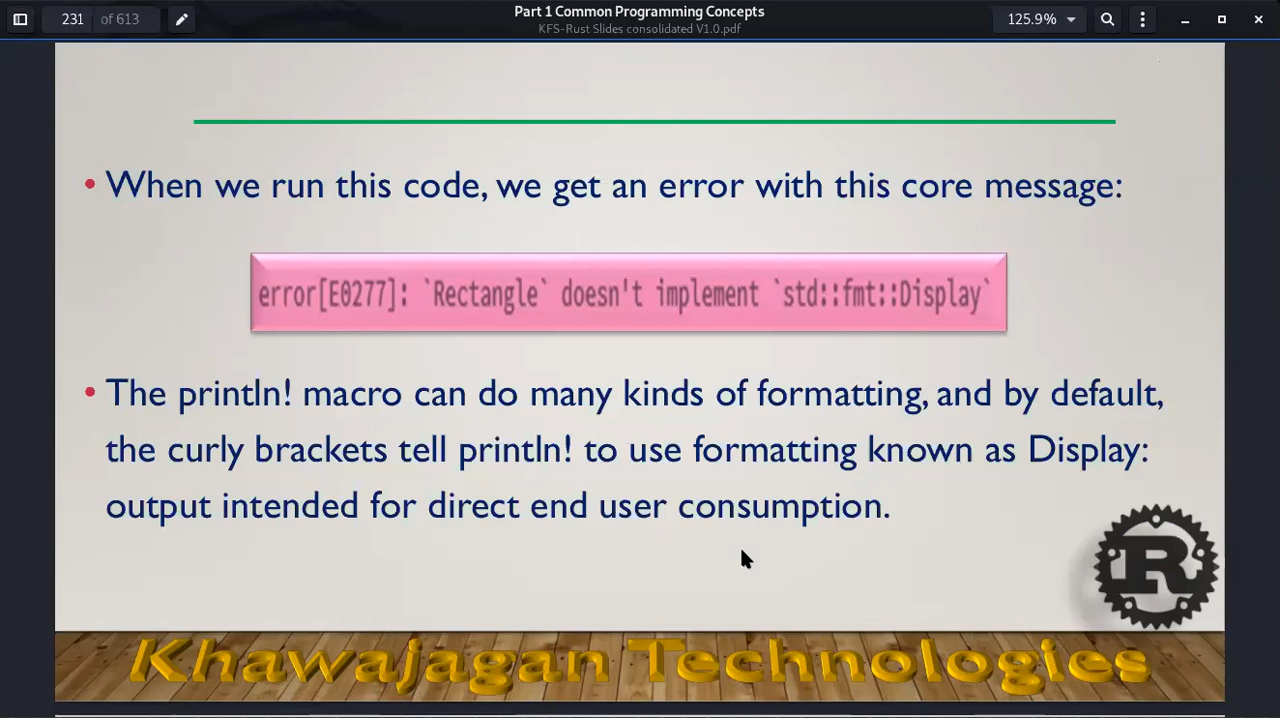 Part 1 Common Programming Concepts
KFS-Rust Slides consolidated V1.0.pdf
231 of 613
125.9%
• When we run this code, we get an error with this core message:
error[E0277]: `Rectangle` doesn't implement `std::fmt::Display`
• The println! macro can do many kinds of formatting, and by default,
the curly brackets tell println! to use formatting known as Display:
output intended for direct end user consumption.
R
Khawajagan Technologies